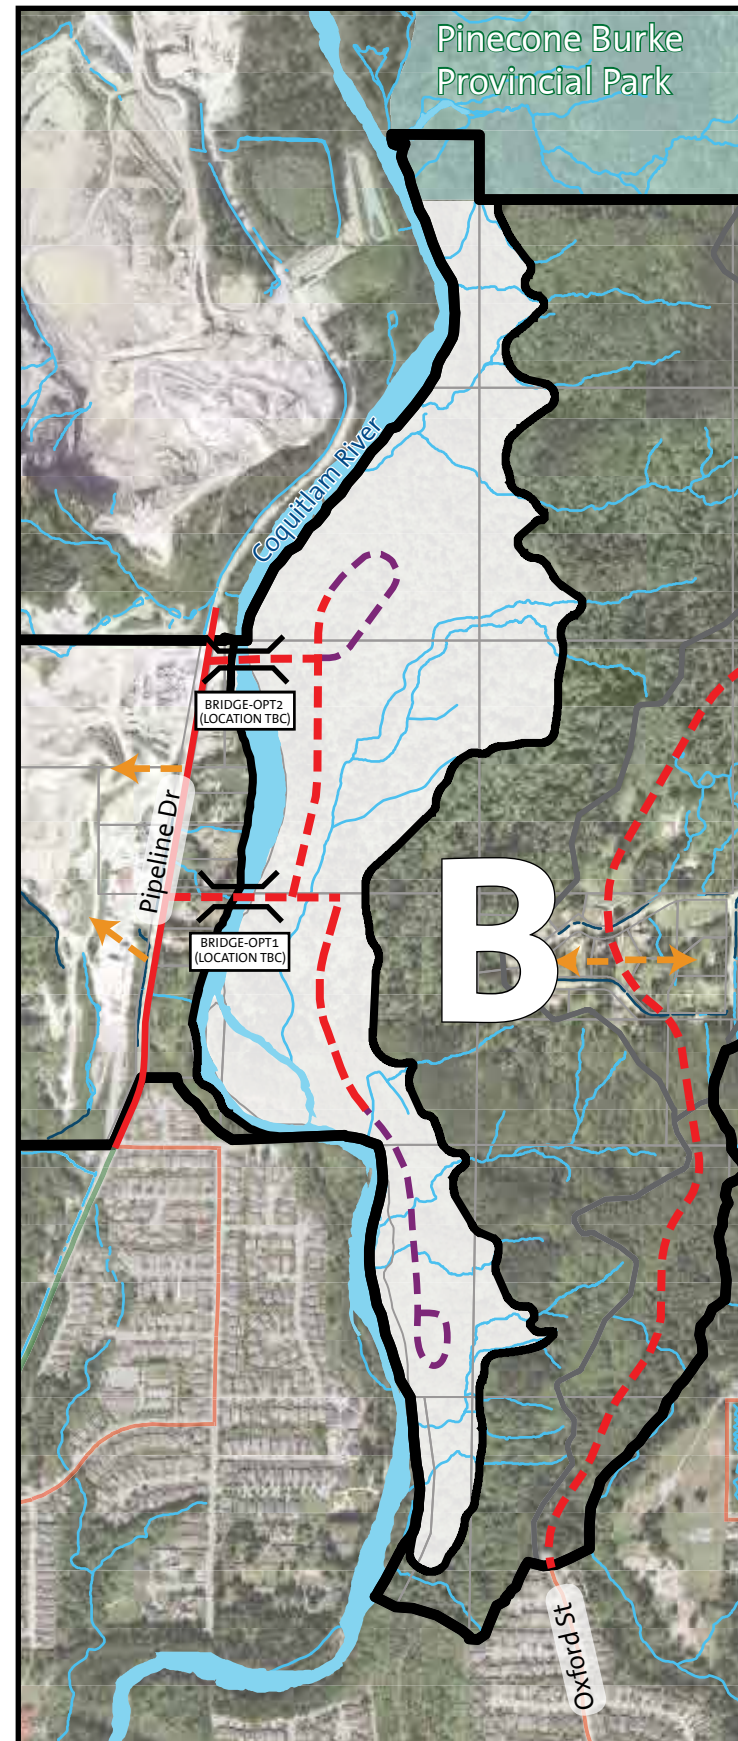 Pinecone Burke
Provincial Park
Coquitlam River
BRIDGE-OPT2
(LOCATION TBC)
Pipeline Dr
B
BRIDGE-OPT1
(LOCATION TBC)
Oxford St